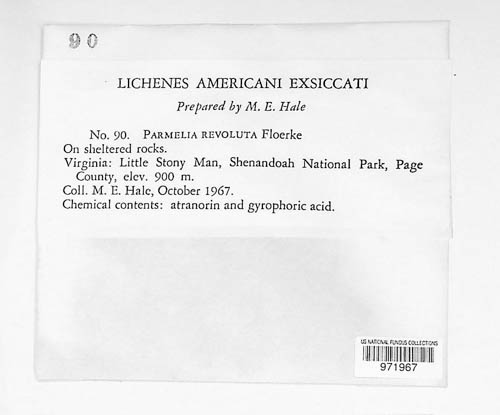 90
LICHENES AMERICANI EXSICCATI
Prepared by M. E. Hale
No. 90. PARMELIA REVOLUTA Floerke
On sheltered rocks.
Virginia: Little Stony Man, Shenandoah National Park, Page
County, elev. 900 m.
Coll. M. E. Hale, October 1967.
Chemical contents: atranorin and gyrophoric acid.
US NATIONAL FUNGUS COLLECTIONS
971967